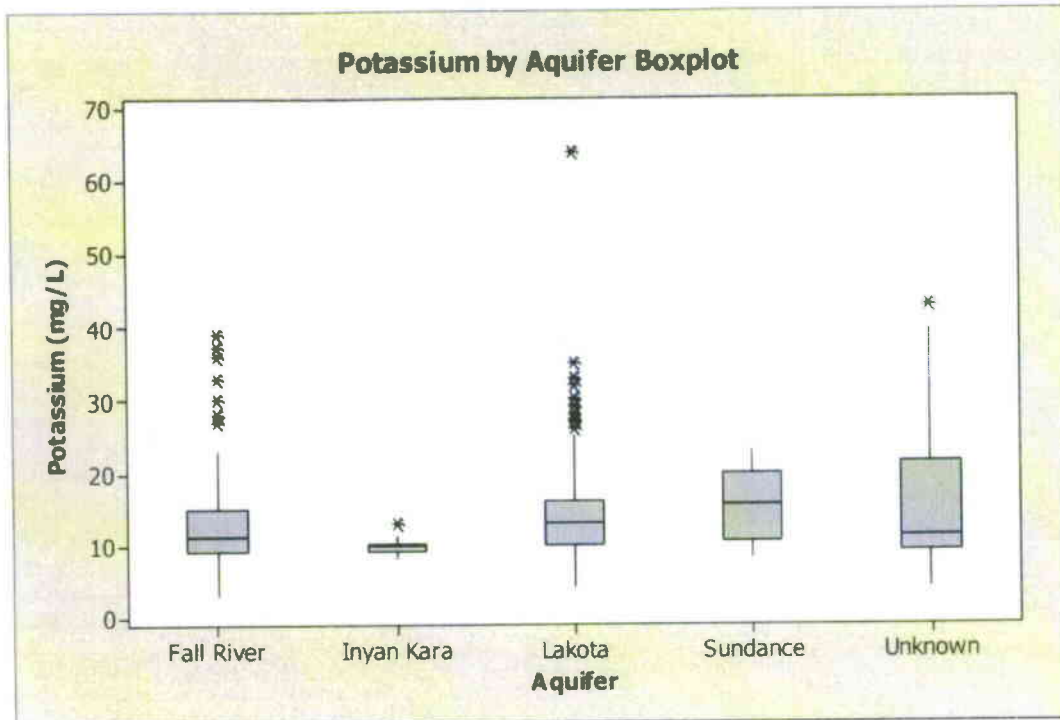 Potassium by Aquifer Boxplot
70
60
50
40
30
20
10
0
Potassium (mg/L)
Fall River Inyan Kara Lakota Sundance Unknown
Aquifer